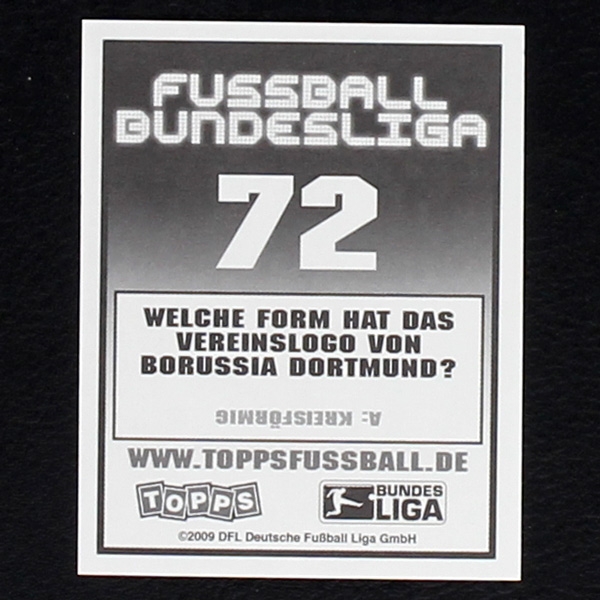 FUSSBALL
BUNDESLIGA
72
WELCHE FORM HAT DAS
VEREINSLOGO VON
BORUSSIA DORTMUND?
A: KREISFÖRMIG
WWW.TOPPSFUSSBALL.DE
TOPPS
BUNDES
LIGA
©2009 DFL Deutsche Fußball Liga GmbH